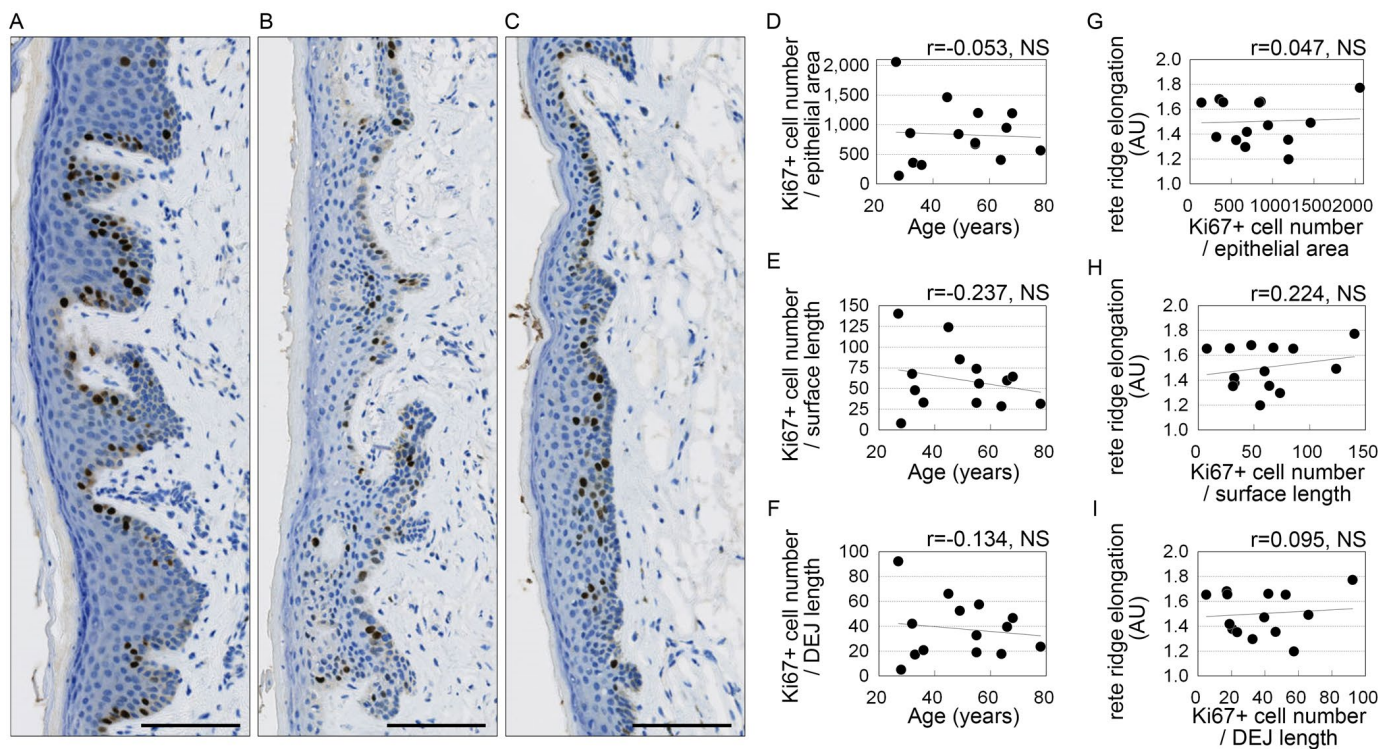 A
B
C
D
r=-0.053, NS
Ki67+ cell number
/ epithelial area
2,000
1,500
1,000
500
0
20
40
60
80
Age (years)
G
r=0.047, NS
rete ridge elongation
(AU)
2.0
1.8
1.6
1.4
1.2
1.0
0
500
1000
1500
2000
Ki67+ cell number
/ epithelial area
E
r=-0.237, NS
Ki67+ cell number
/ surface length
150
125
100
75
50
25
0
20
40
60
80
Age (years)
H
r=0.224, NS
rete ridge elongation
(AU)
2.0
1.8
1.6
1.4
1.2
1.0
0
50
100
150
Ki67+ cell number
/ surface length
F
r=-0.134, NS
Ki67+ cell number
/ DEJ length
100
80
60
40
20
0
20
40
60
80
Age (years)
I
r=0.095, NS
rete ridge elongation
(AU)
2.0
1.8
1.6
1.4
1.2
1.0
0
20
40
60
80
100
Ki67+ cell number
/ DEJ length